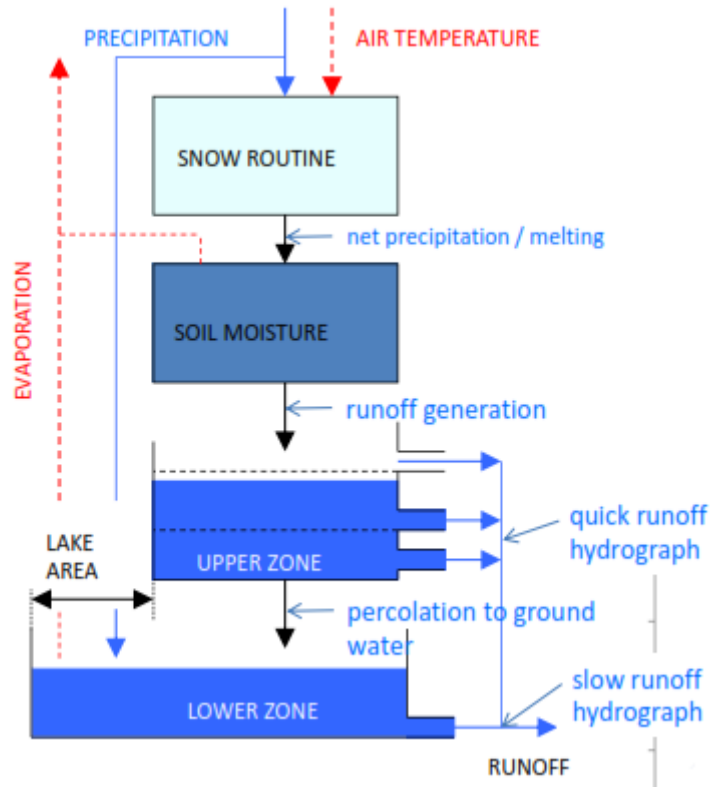 PRECIPITATION
AIR TEMPERATURE
SNOW ROUTINE
net precipitation / melting
EVAPORATION
SOIL MOISTURE
runoff generation
LAKE
AREA
UPPER ZONE
quick runoff
hydrograph
percolation to ground
water
LOWER ZONE
slow runoff
hydrograph
RUNOFF